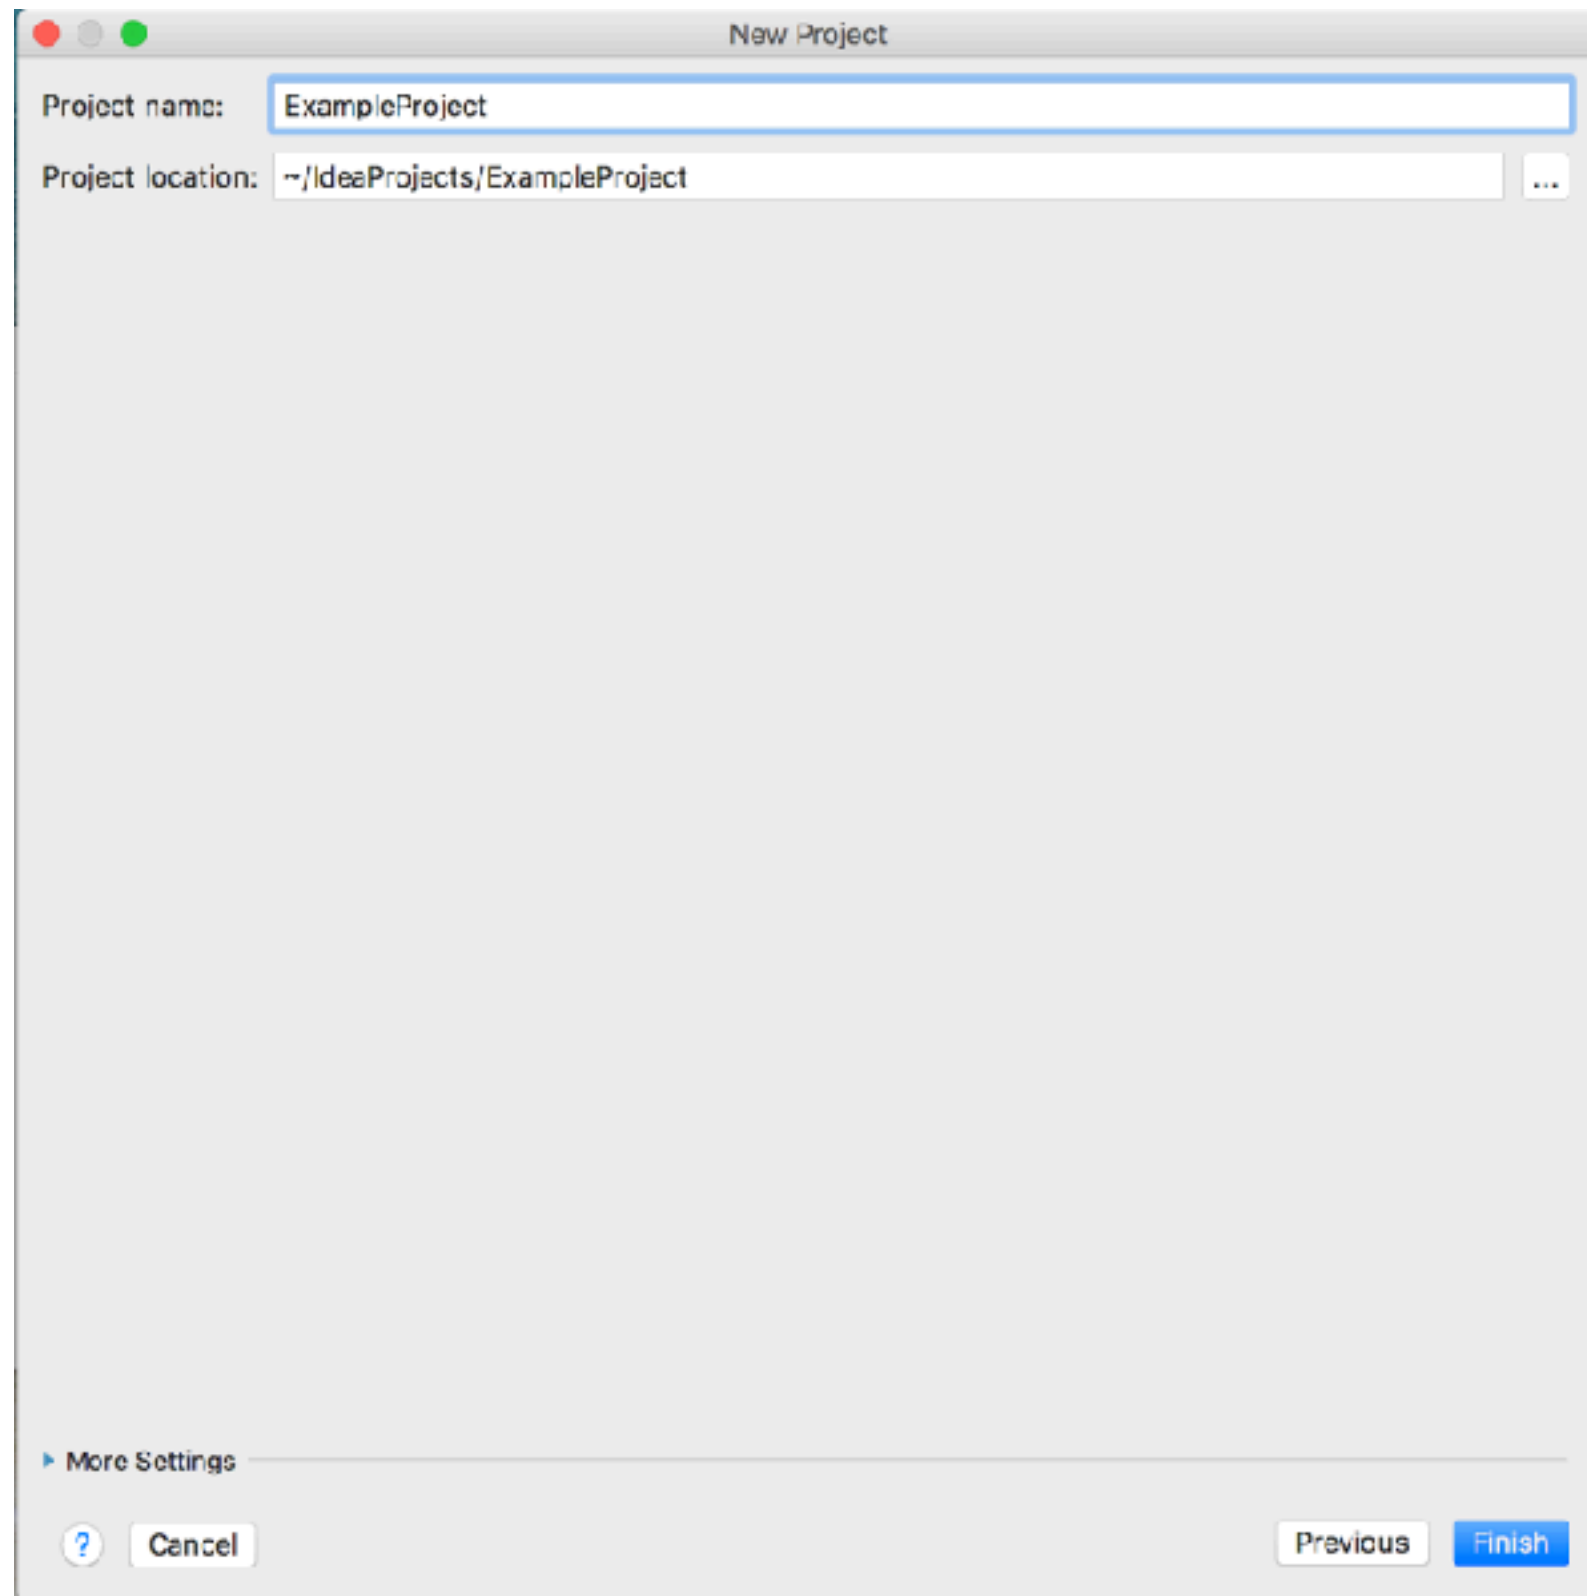 New Project
Project name: ExampleProject
Project location: ~/IdeaProjects/ExampleProject ...
More Settings
? Cancel Previous Finish